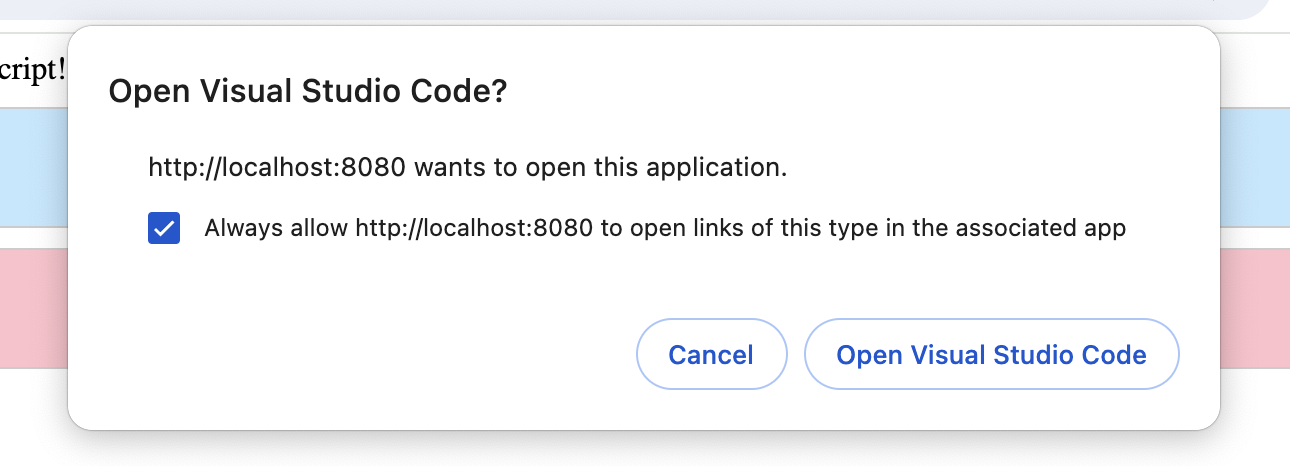 cript!
Open Visual Studio Code?
http://localhost:8080 wants to open this application.
Always allow http://localhost:8080 to open links of this type in the associated app
Cancel
Open Visual Studio Code